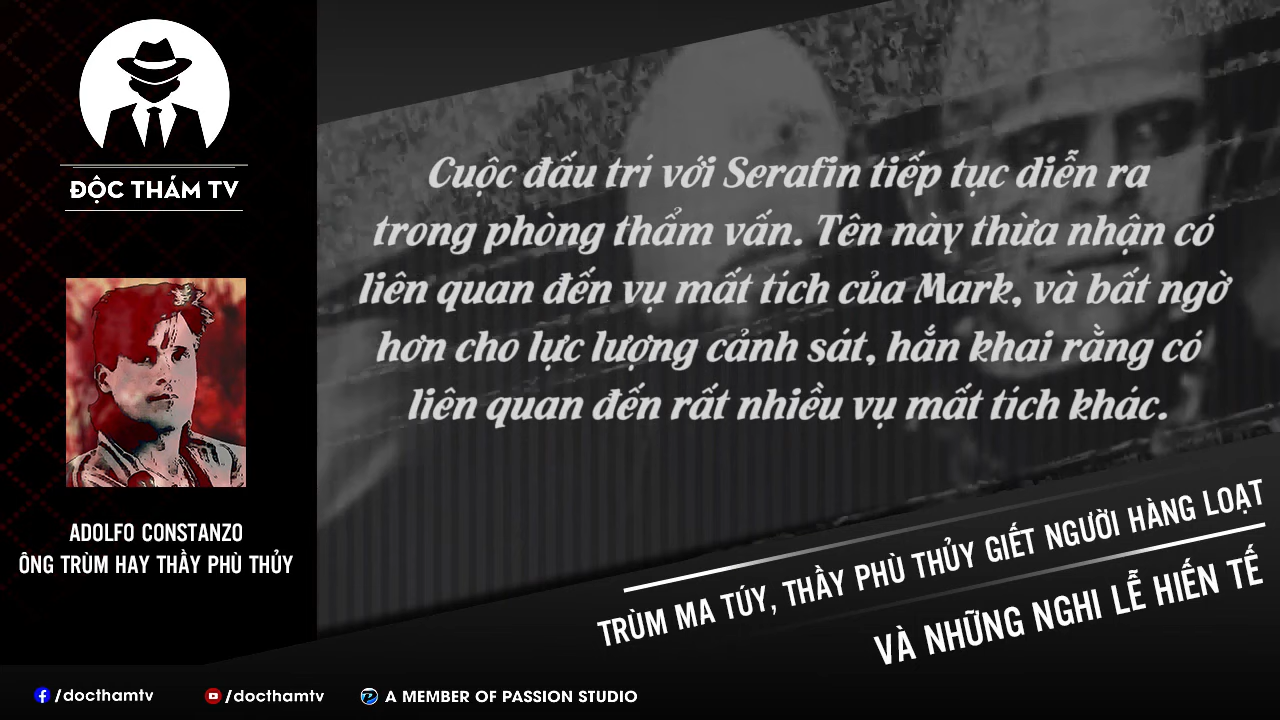 ĐỘC THÁM TV
ADOLFO CONSTANZO
ÔNG TRÙM HAY THẦY PHÙ THỦY
Cuộc đấu trí với Serafin tiếp tục diễn ra
trong phòng thẩm vấn. Tên này thừa nhận có
liên quan đến vụ mất tích của Mark, và bất ngờ
hơn cho lực lượng cảnh sát, hắn khai rằng có
liên quan đến rất nhiều vụ mất tích khác.
TRÙM MA TÚY, THẦY PHÙ THỦY GIẾT NGƯỜI HÀNG LOẠT
VÀ NHỮNG NGHI LỄ HIẾN TẾ
/docthamtv
/docthamtv
A MEMBER OF PASSION STUDIO